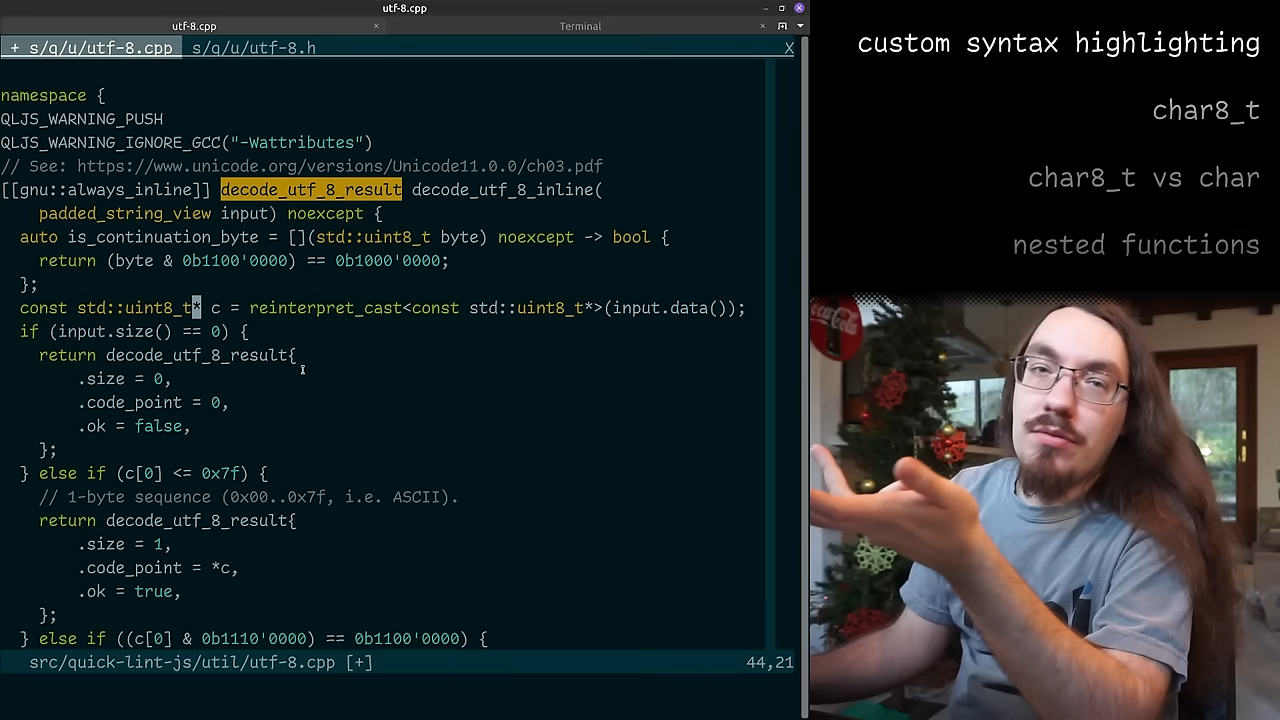 utf-8.cpp
utf-8.cpp
Terminal
+ s/q/u/utf-8.cpp s/q/u/utf-8.h X
namespace {
QLJS_WARNING_PUSH
QLJS_WARNING_IGNORE_GCC("-Wattributes")
// See: https://www.unicode.org/versions/Unicode11.0.0/ch03.pdf
[[gnu::always_inline]] decode_utf_8_result decode_utf_8_inline(
padded_string_view input) noexcept {
auto is_continuation_byte = [](std::uint8_t byte) noexcept -> bool {
return (byte & 0b1100'0000) == 0b1000'0000;
};
const std::uint8_t* c = reinterpret_cast<const std::uint8_t*>(input.data());
if (input.size() == 0) {
return decode_utf_8_result{
.size = 0,
.code_point = 0,
.ok = false,
};
} else if (c[0] <= 0x7f) {
// 1-byte sequence (0x00..0x7f, i.e. ASCII).
return decode_utf_8_result{
.size = 1,
.code_point = *c,
.ok = true,
};
} else if ((c[0] & 0b1110'0000) == 0b1100'0000) {
src/quick-lint-js/util/utf-8.cpp [+] 44,21
custom syntax highlighting
char8_t
char8_t vs char
nested functions
Coca-Cola